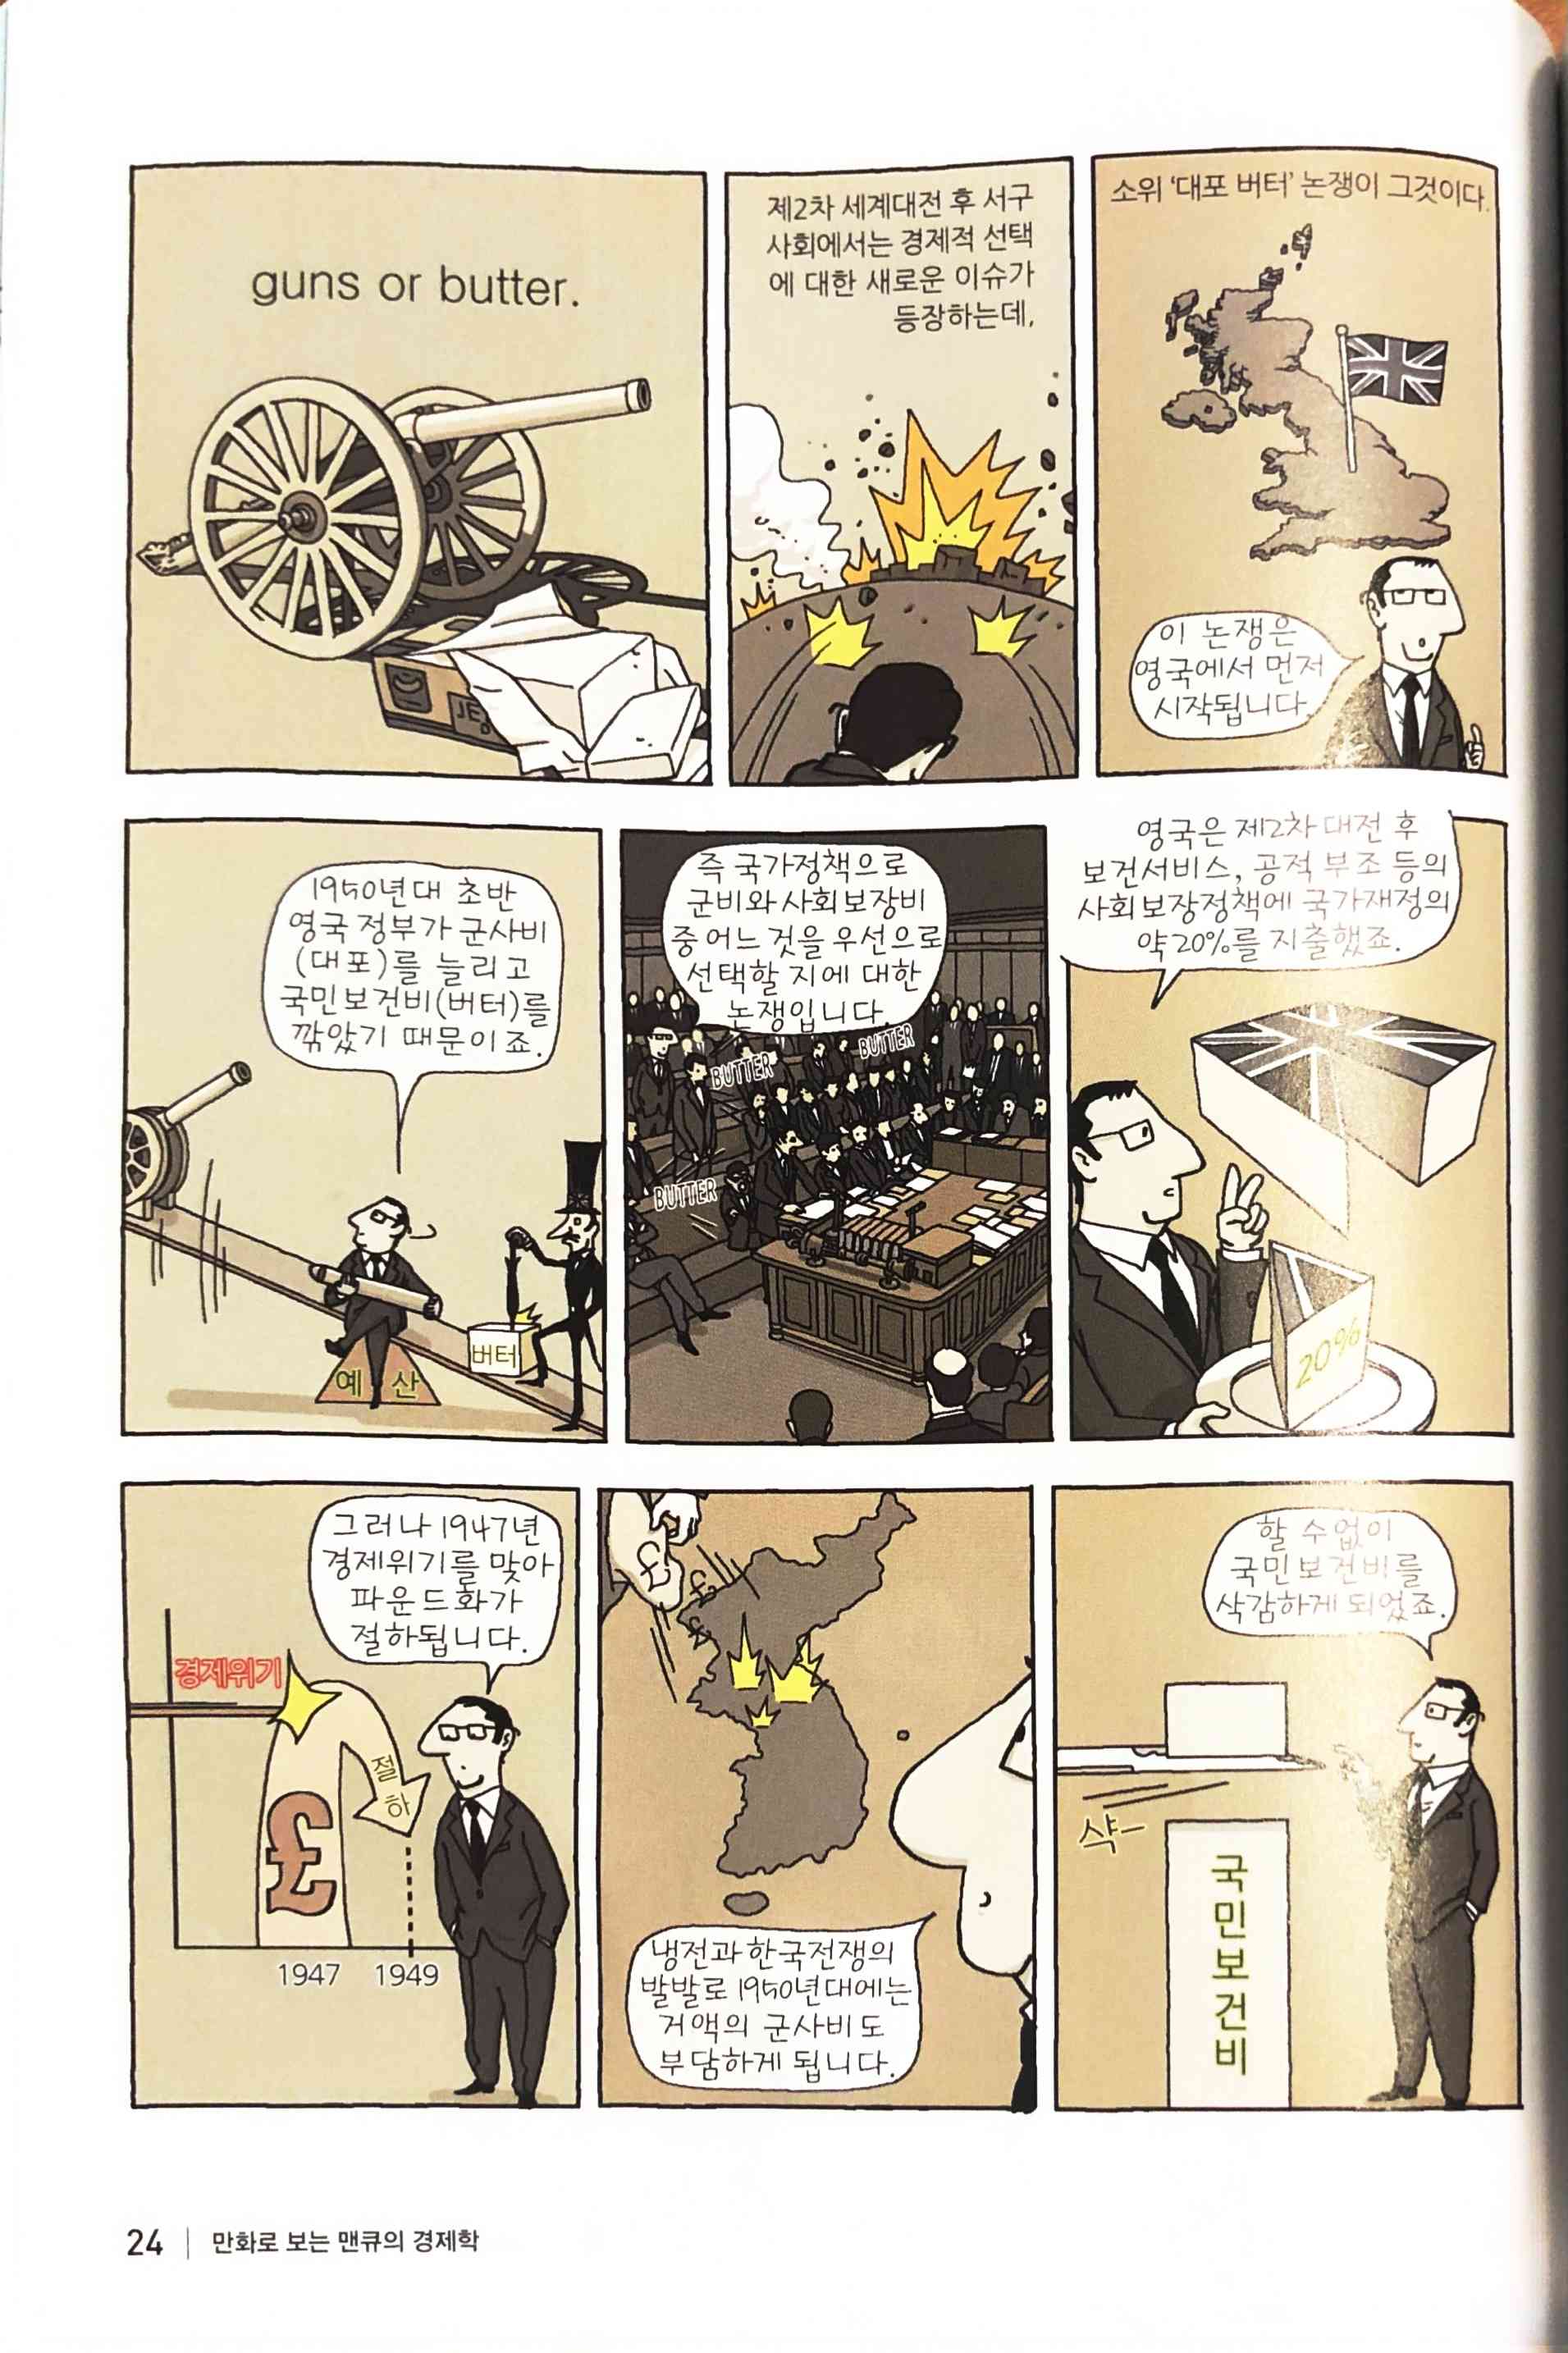 guns or butter.
제2차 세계대전 후 서구
사회에서는 경제적 선택
에 대한 새로운 이슈가
등장하는데,
소위 '대포 버터' 논쟁이 그것이다.
이 논쟁은
영국에서 먼저
시작됩니다
1950년대 초반
영국 정부가 군사비
(대포)를 늘리고
국민보건비(버터)를
깎았기 때문이죠.
버터
예 산
즉 국가정책으로
군비와 사회보장비
중 어느 것을 우선으로
선택할 지에 대한
논쟁입니다
BUTTER
BUTTER
BUTTER
영국은 제2차 대전 후
보건서비스, 공적 부조 등의
사회보장정책에 국가재정의
약 20%를 지출했죠.
20%
그러나 1947년
경제위기를 맞아
파운드화가
절하됩니다.
경제위기
절
하
£
1947 1949
£
£
£
냉전과 한국전쟁의
발발로 1950년대에는
거액의 군사비도
부담하게 됩니다.
할 수 없이
국민보건비를
삭감하게 되었죠.
샥-
국
민
보
건
비
24 | 만화로 보는 맨큐의 경제학